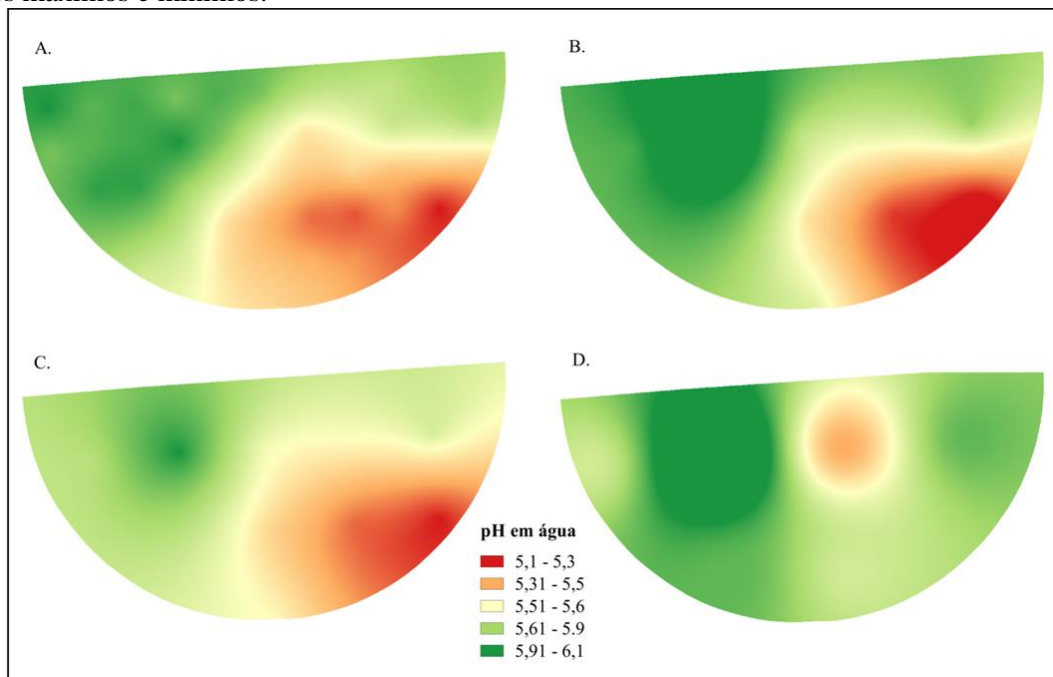 A.
B.
C.
D.
pH em água
5,1 - 5,3
5,31 - 5,5
5,51 - 5,6
5,61 - 5.9
5,91 - 6,1